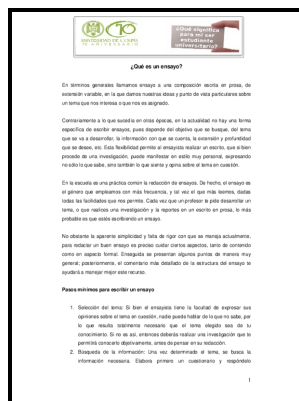 UNIVERSIDAD DE COLIMA
70 ANIVERSARIO
¿Qué significa
para mí ser
estudiante
universitario?
¿Qué es un ensayo?
En términos generales llamamos ensayo a una composición escrita en prosa, de
extensión variable, en la que damos nuestras ideas y punto de vista particulares sobre
un tema que nos interesa o que nos es asignado.
Contrariamente a lo que sucedía en otras épocas, en la actualidad no hay una forma
específica de escribir ensayos, pues depende del objetivo que se busque, del tema
que se va a desarrollar, la información con que se cuenta, la extensión y profundidad
que se desee, etc. Esta flexibilidad permite al ensayista realizar un escrito, que si bien
procede de una investigación, puede manifestar en estilo muy personal, expresando
no sólo lo que sabe, sino también lo que siente y opina sobre el tema en cuestión.
En la escuela es una práctica común la redacción de ensayos. De hecho, el ensayo es
el género que empleamos con más frecuencia, y tal vez el que más leemos, dadas
todas las facilidades que nos permite. Cada vez que un profesor te pide desarrollar un
tema, o que realices una investigación y la reportes en un escrito en prosa, lo más
probable es que estés escribiendo un ensayo.
No obstante la aparente simplicidad y falta de rigor con que se maneja actualmente,
para redactar un buen ensayo es preciso cuidar ciertos aspectos, tanto de contenido
como en aspecto formal. Enseguida se presentan algunos puntos de manera muy
general; posteriormente, el comentario más detallado de la estructura del ensayo te
ayudará a manejar mejor este recurso.
Pasos mínimos para escribir un ensayo
1. Selección del tema: Si bien el ensayista tiene la facultad de expresar sus
opiniones sobre el tema en cuestión, nadie puede hablar de lo que no sabe, por
lo que resulta totalmente necesario que el tema elegido sea de tu
conocimiento. Si no es así, entonces deberás realizar una investigación que te
permitirá conocerlo objetivamente, antes de pensar en su redacción.
2. Búsqueda de la información: Una vez determinado el tema, se busca la
información necesaria. Elabora primero un cuestionario y respóndelo
1